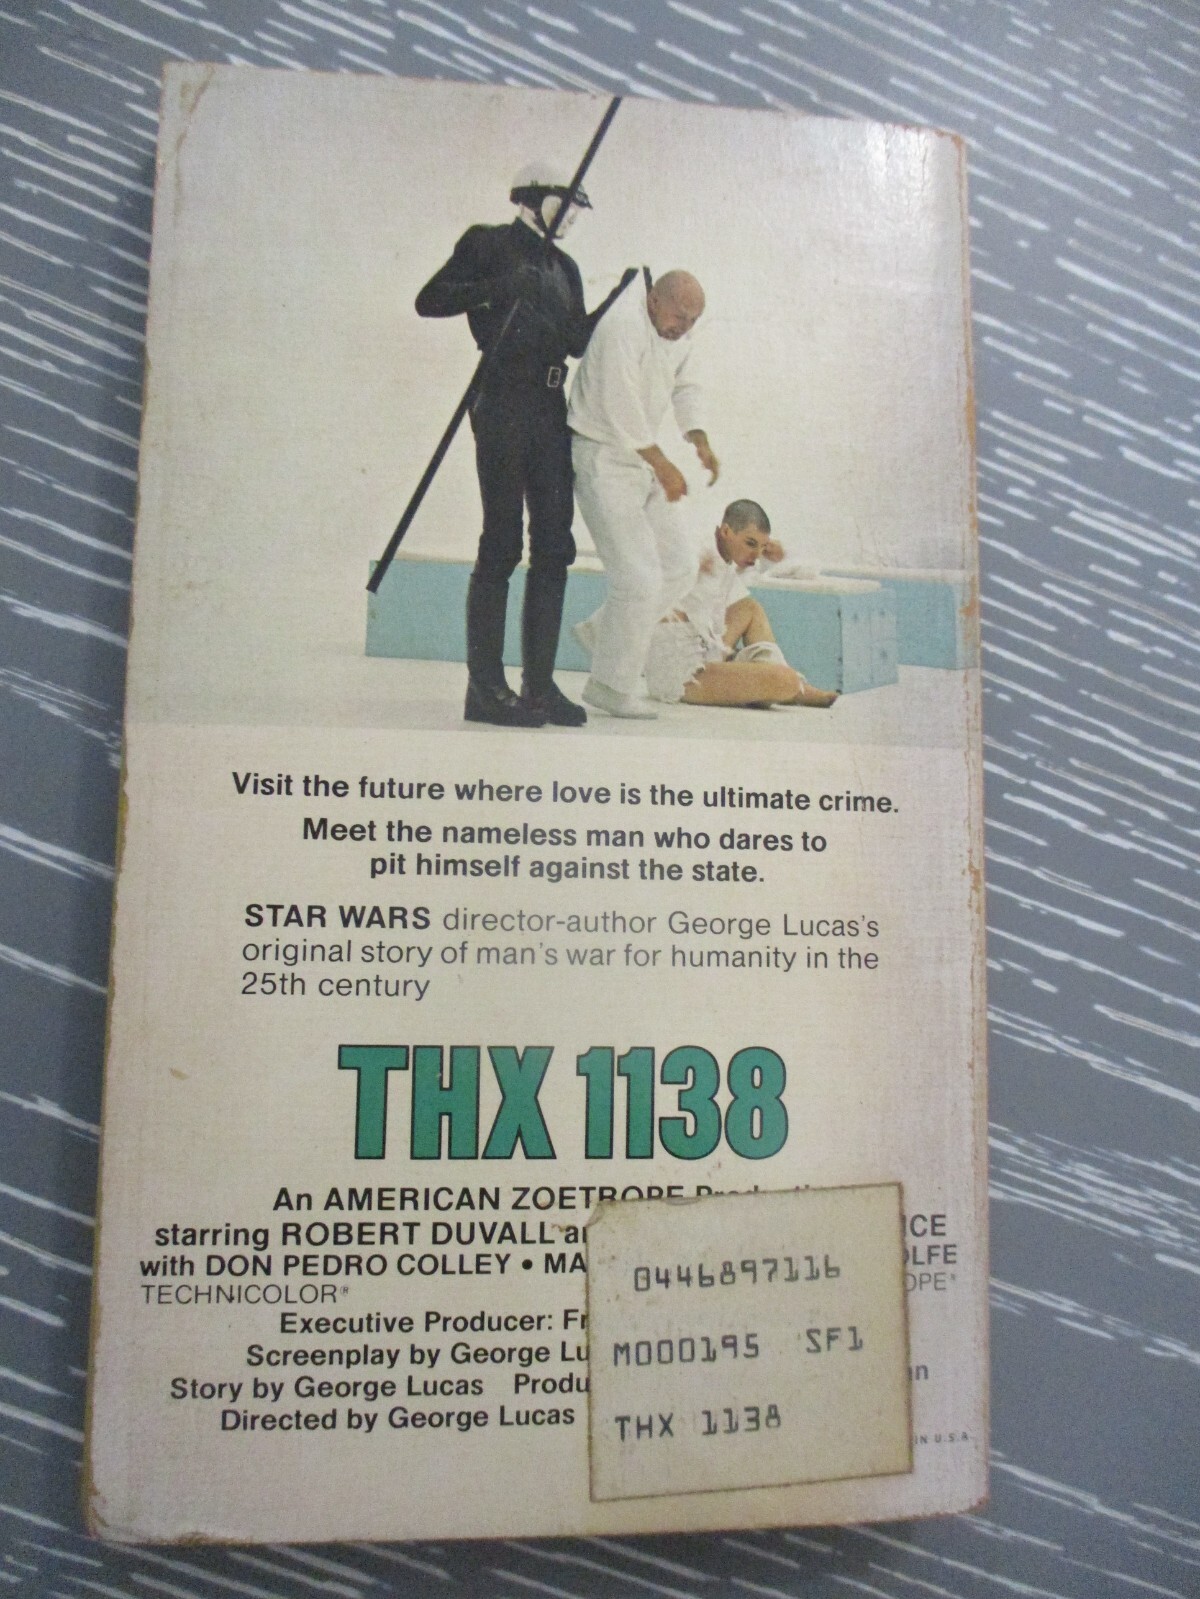 Visit the future where love is the ultimate crime.
Meet the nameless man who dares to
pit himself against the state.
STAR WARS director-author George Lucas's
original story of man's war for humanity in the
25th century
THX 1138
An AMERICAN ZOETROPE
starring ROBERT DUVALL
with DON PEDRO COLLEY • MA
OLFE
TECHNICOLOR®
OPE®
Executive Producer: Fr
Screenplay by George Lu
Story by George Lucas Produ
Directed by George Lucas
IN U.S.A.
0446897116
M000195 SF1
THX 1138